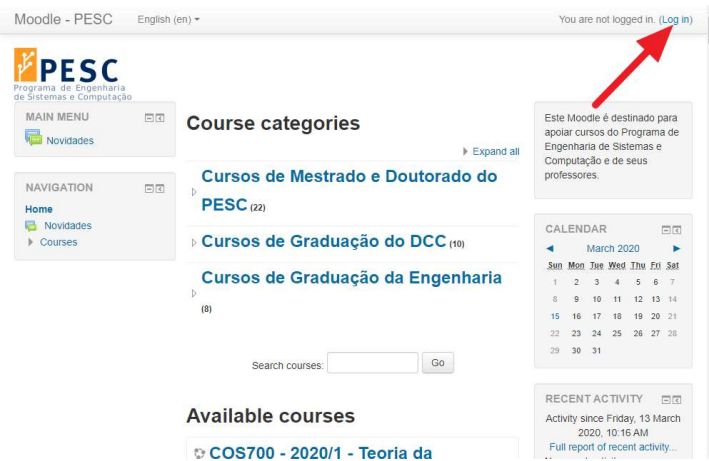 Moodle - PESC
English (en)
You are not logged in. (Log in)
PESC
Programa de Engenharia
de Sistemas e Computação
MAIN MENU
Novidades
NAVIGATION
Home
Novidades
Courses
Course categories
Expand all
Cursos de Mestrado e Doutorado do
PESC (22)
Cursos de Graduação do DCC (10)
Cursos de Graduação da Engenharia
(8)
Search courses:
Go
Available courses
COS700 - 2020/1 - Teoria da
Este Moodle é destinado para
apoiar cursos do Programa de
Engenharia de Sistemas e
Computação e de seus
professores.
CALENDAR
March 2020
Sun Mon Tue Wed Thu Fri Sat
1 2 3 4 5 6 7
8 9 10 11 12 13 14
15 16 17 18 19 20 21
22 23 24 25 26 27 28
29 30 31
RECENT ACTIVITY
Activity since Friday, 13 March
2020, 10:16 AM
Full report of recent activity...